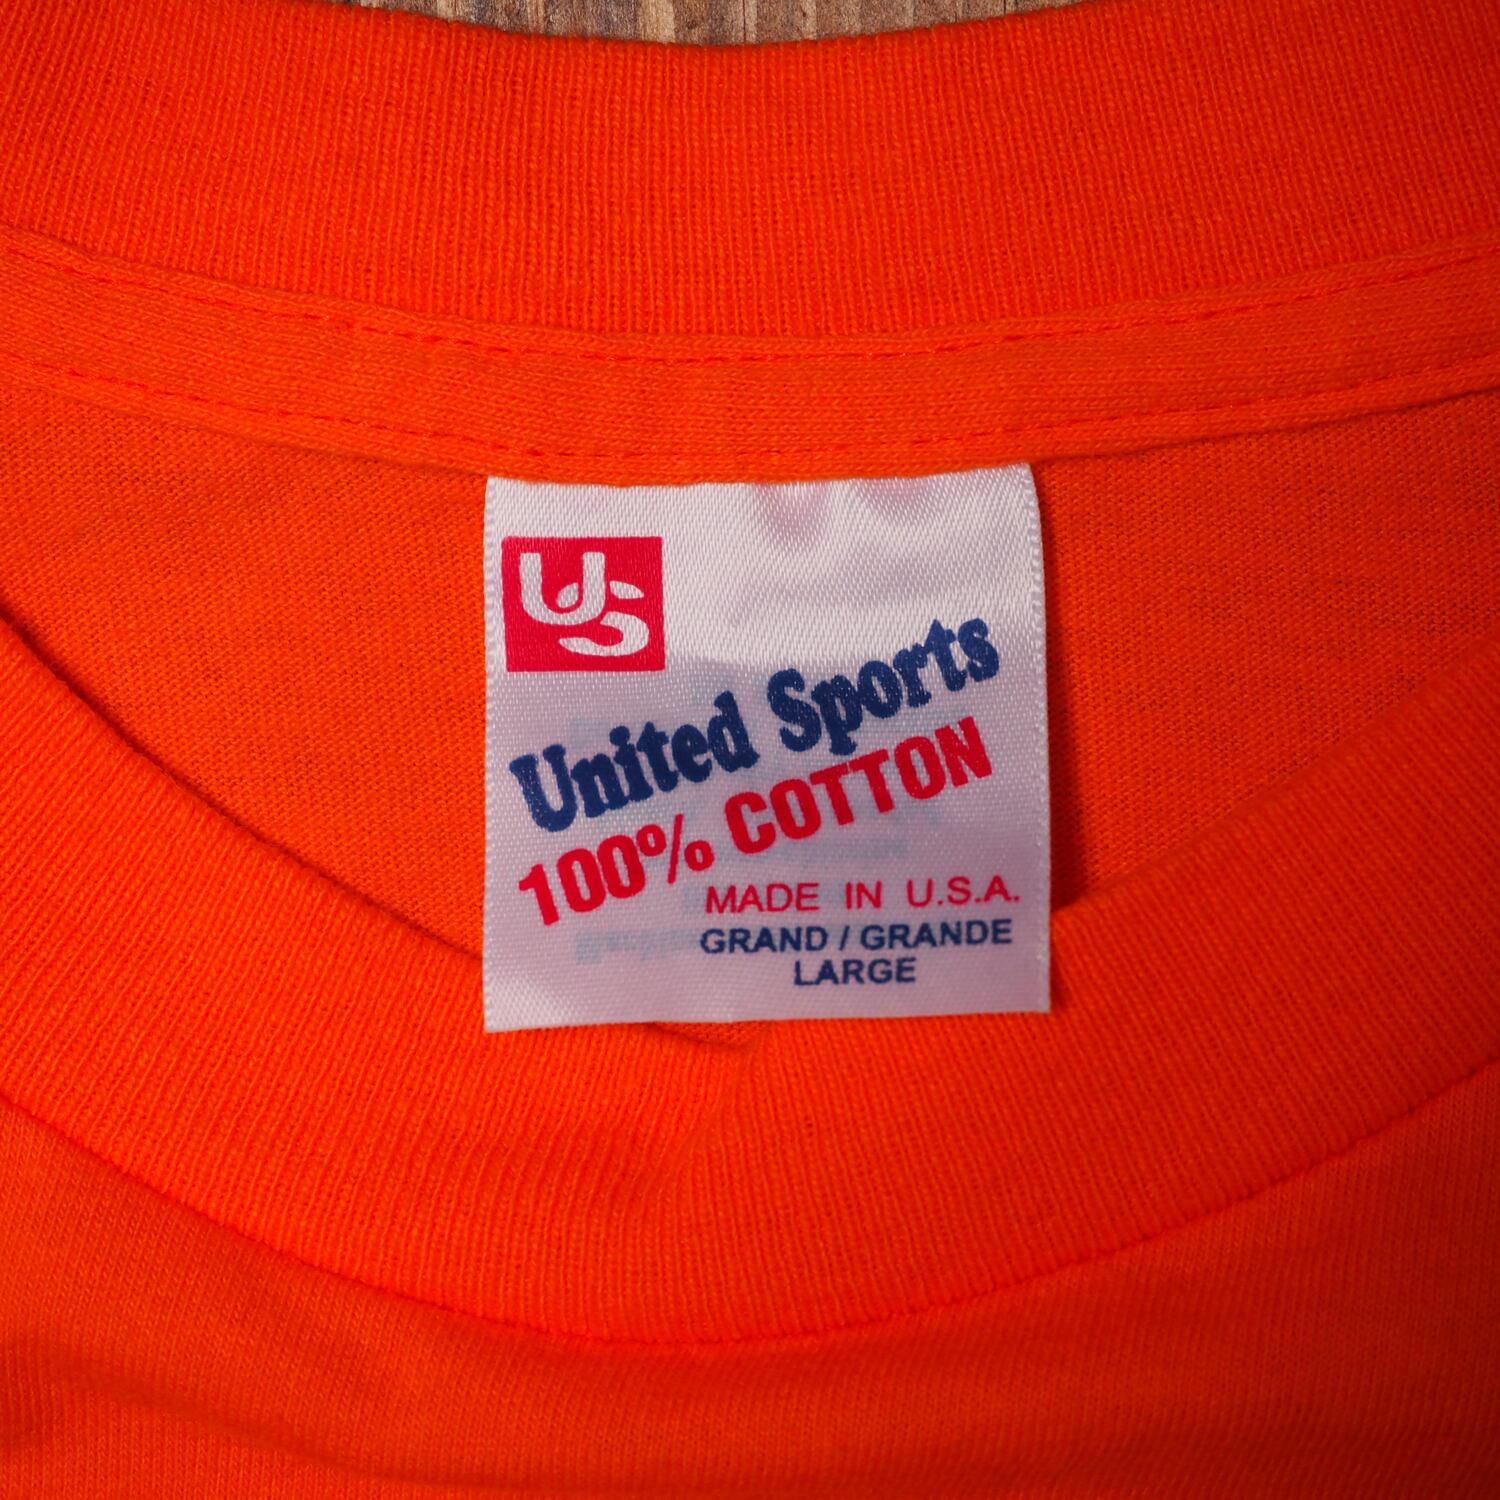 US
United Sports
100% COTTON
MADE IN U.S.A.
GRAND / GRANDE
LARGE